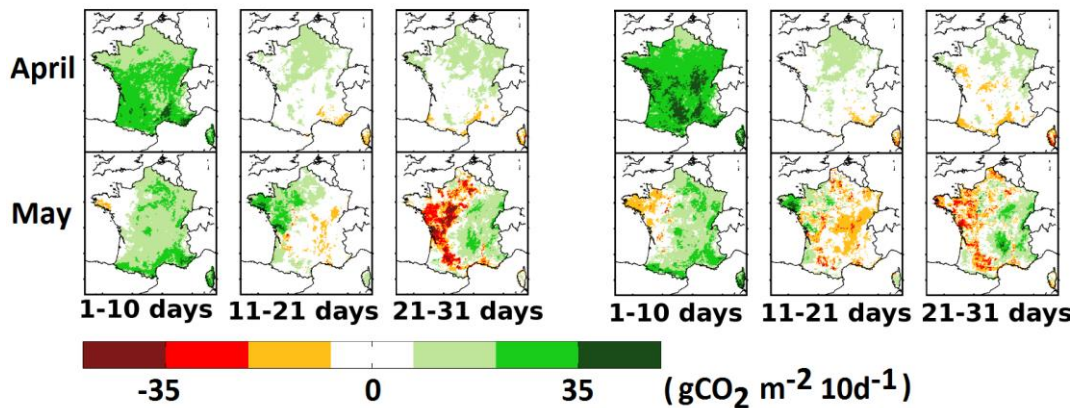 April
May
1-10 days 11-21 days 21-31 days 1-10 days 11-21 days 21-31 days
-35 0 35 (gCO₂ m⁻² 10d⁻¹)